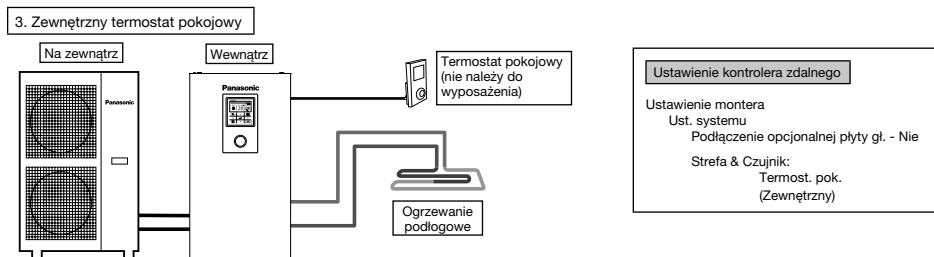 3. Zewnętrzny termostat pokojowy
Na zewnątrz
Wewnątrz
Panasonic
Panasonic
Termostat pokojowy
(nie należy do
wyposażenia)
Ogrzewanie
podłogowe
Ustawienie kontrolera zdalnego
Ustawienie montera
Ust. systemu
Podłączenie opcjonalnej płyty gł. - Nie
Strefa & Czujnik:
Termost. pok.
(Zewnętrzny)